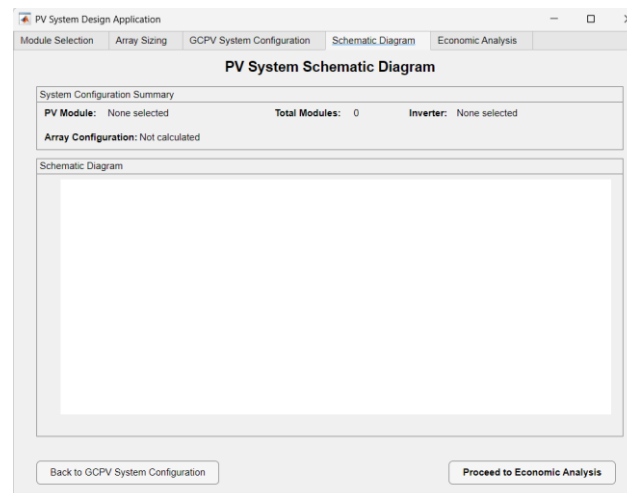 PV System Design Application
Module Selection Array Sizing GCPV System Configuration Schematic Diagram Economic Analysis
PV System Schematic Diagram
System Configuration Summary
PV Module: None selected Total Modules: 0 Inverter: None selected
Array Configuration: Not calculated
Schematic Diagram
Back to GCPV System Configuration Proceed to Economic Analysis